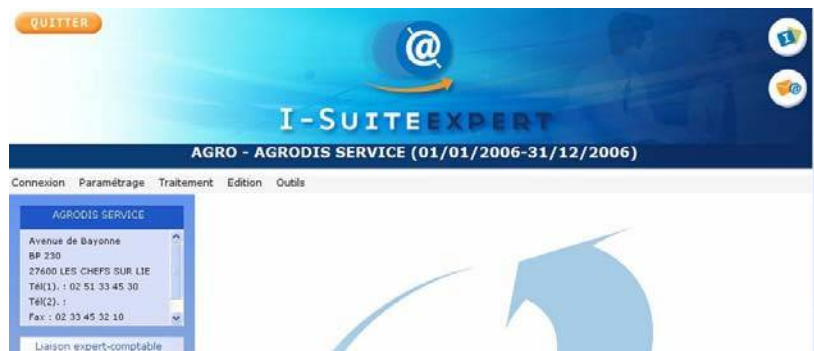 QUITTER
@
I-SUITEEXPERT
AGRO - AGRODIS SERVICE (01/01/2006-31/12/2006)
Connexion Paramétrage Traitement Edition Outils
AGRODIS SERVICE
Avenue de Bayonne
BP 230
27600 LES CHEFS SUR LIE
Tél(1). : 02 51 33 45 30
Tél(2). :
Fax : 02 33 45 32 10
Liaison expert-comptable